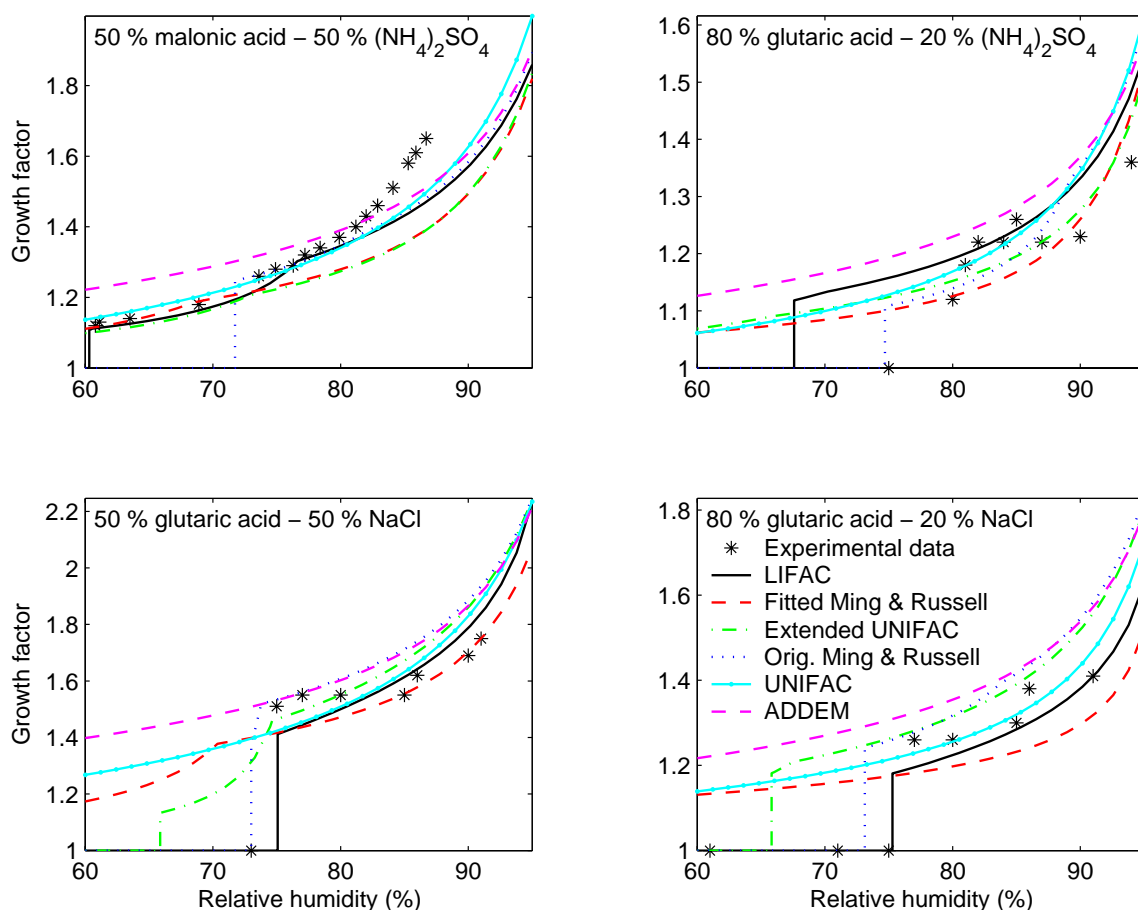 50 % malonic acid – 50 % (NH4)2SO4
1.8
1.6
1.4
1.2
1
60 70 80 90
Growth factor
80 % glutaric acid – 20 % (NH4)2SO4
1.6
1.5
1.4
1.3
1.2
1.1
1
60 70 80 90
50 % glutaric acid – 50 % NaCl
2.2
2
1.8
1.6
1.4
1.2
1
60 70 80 90
Growth factor
Relative humidity (%)
80 % glutaric acid – 20 % NaCl
Experimental data
LIFAC
Fitted Ming & Russell
Extended UNIFAC
Orig. Ming & Russell
UNIFAC
ADDEM
1.8
1.6
1.4
1.2
1
60 70 80 90
Relative humidity (%)